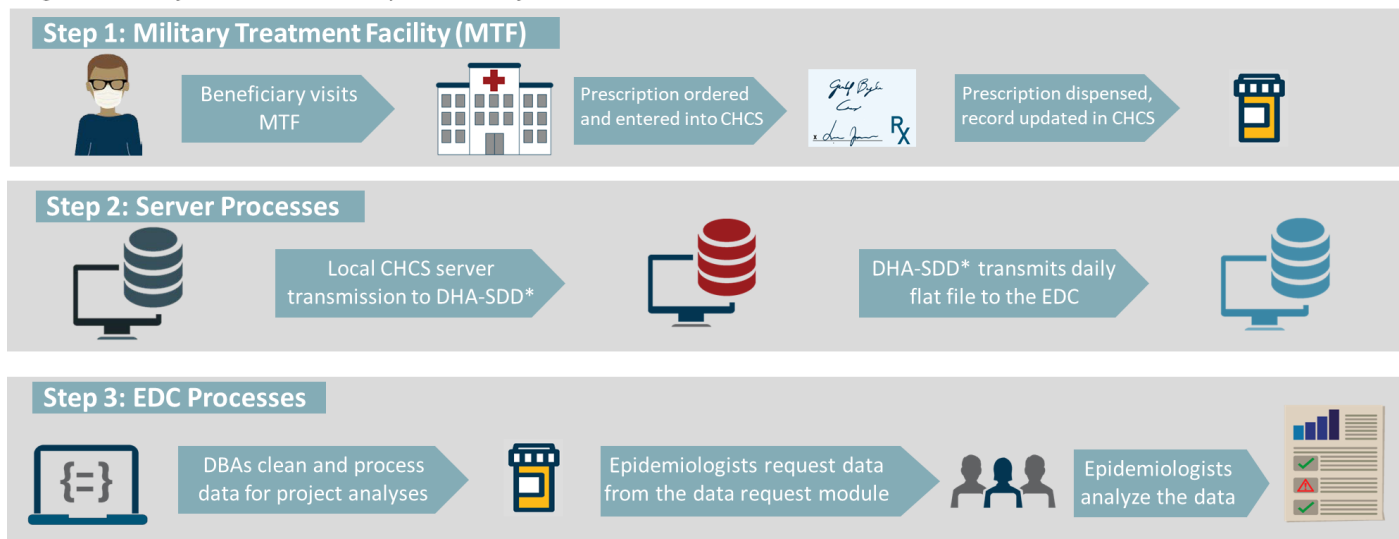 Step 1: Military Treatment Facility (MTF)
Beneficiary visits
MTF
Prescription ordered
and entered into CHCS
x
Rx
Prescription dispensed,
record updated in CHCS
Step 2: Server Processes
Local CHCS server
transmission to DHA-SDD*
DHA-SDD* transmits daily
flat file to the EDC
Step 3: EDC Processes
{=}
DBAs clean and process
data for project analyses
Epidemiologists request data
from the data request module
Epidemiologists
analyze the data